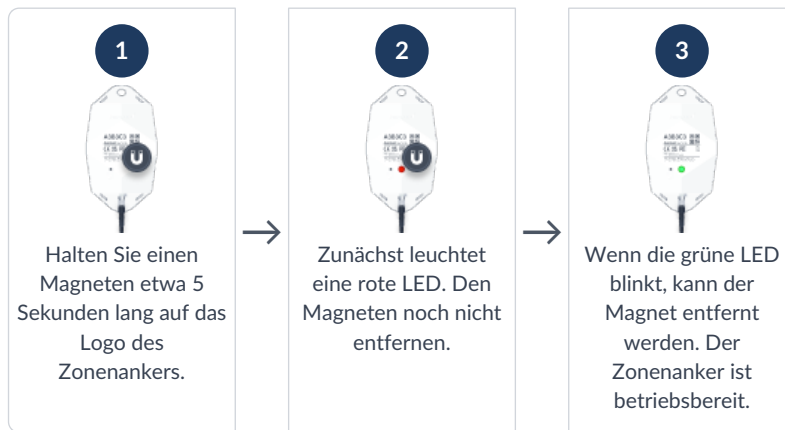 1
Halten Sie einen
Magneten etwa 5
Sekunden lang auf das
Logo des
Zonenankers.
2
Zunächst leuchtet
eine rote LED. Den
Magneten noch nicht
entfernen.
3
Wenn die grüne LED
blinkt, kann der
Magnet entfernt
werden. Der
Zonenanker ist
betriebsbereit.